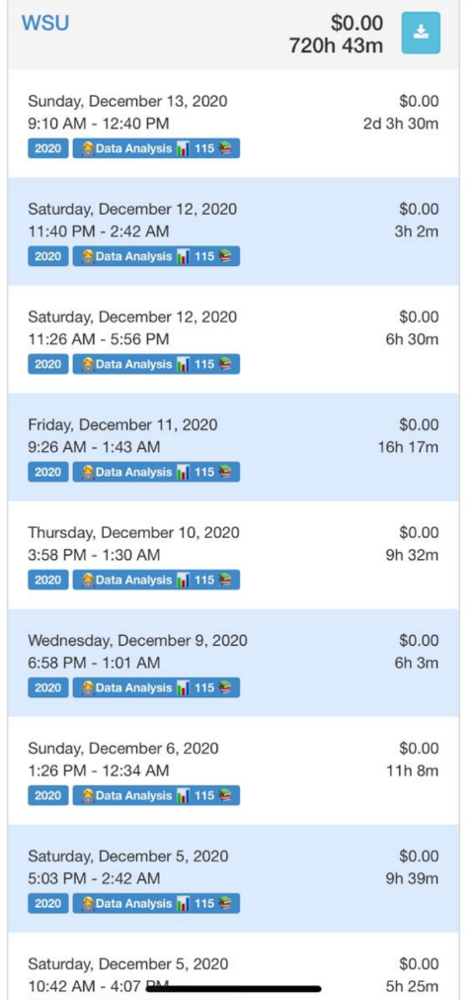 WSU
$0.00
720h 43m
Sunday, December 13, 2020 $0.00
9:10 AM - 12:40 PM 2d 3h 30m
2020 Data Analysis 115
Saturday, December 12, 2020 $0.00
11:40 PM - 2:42 AM 3h 2m
2020 Data Analysis 115
Saturday, December 12, 2020 $0.00
11:26 AM - 5:56 PM 6h 30m
2020 Data Analysis 115
Friday, December 11, 2020 $0.00
9:26 AM - 1:43 AM 16h 17m
2020 Data Analysis 115
Thursday, December 10, 2020 $0.00
3:58 PM - 1:30 AM 9h 32m
2020 Data Analysis 115
Wednesday, December 9, 2020 $0.00
6:58 PM - 1:01 AM 6h 3m
2020 Data Analysis 115
Sunday, December 6, 2020 $0.00
1:26 PM - 12:34 AM 11h 8m
2020 Data Analysis 115
Saturday, December 5, 2020 $0.00
5:03 PM - 2:42 AM 9h 39m
2020 Data Analysis 115
Saturday, December 5, 2020 $0.00
10:42 AM - 4:07 PM 5h 25m